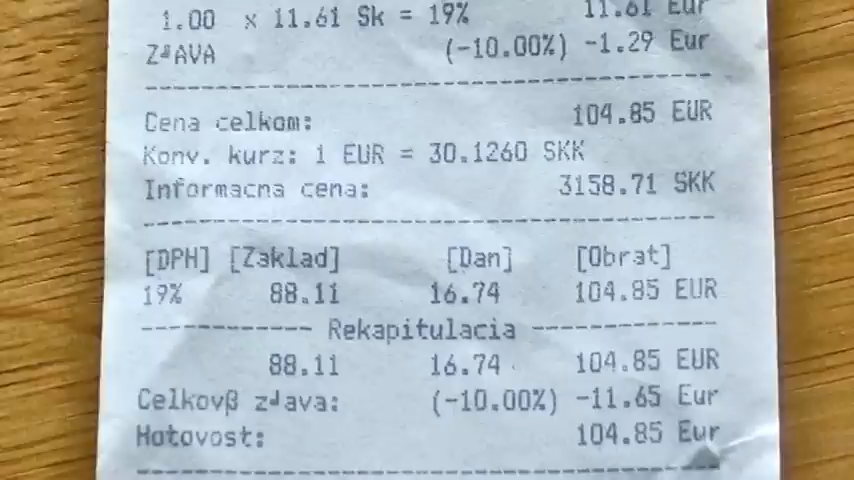 1.00 x 11.61 Sk = 19% 11.61 Eur
Z┘AVA (-10.00%) -1.29 Eur
Cena celkom: 104.85 EUR
Konv. kurz: 1 EUR = 30.1260 SKK
Informacna cena: 3158.71 SKK
[DPH] [Zaklad] [Dan] [Obrat]
19% 88.11 16.74 104.85 EUR
Rekapitulacia
88.11 16.74 104.85 EUR
Celkovβ z┘ava: (-10.00%) -11.65 Eur
Hotovost: 104.85 Eur